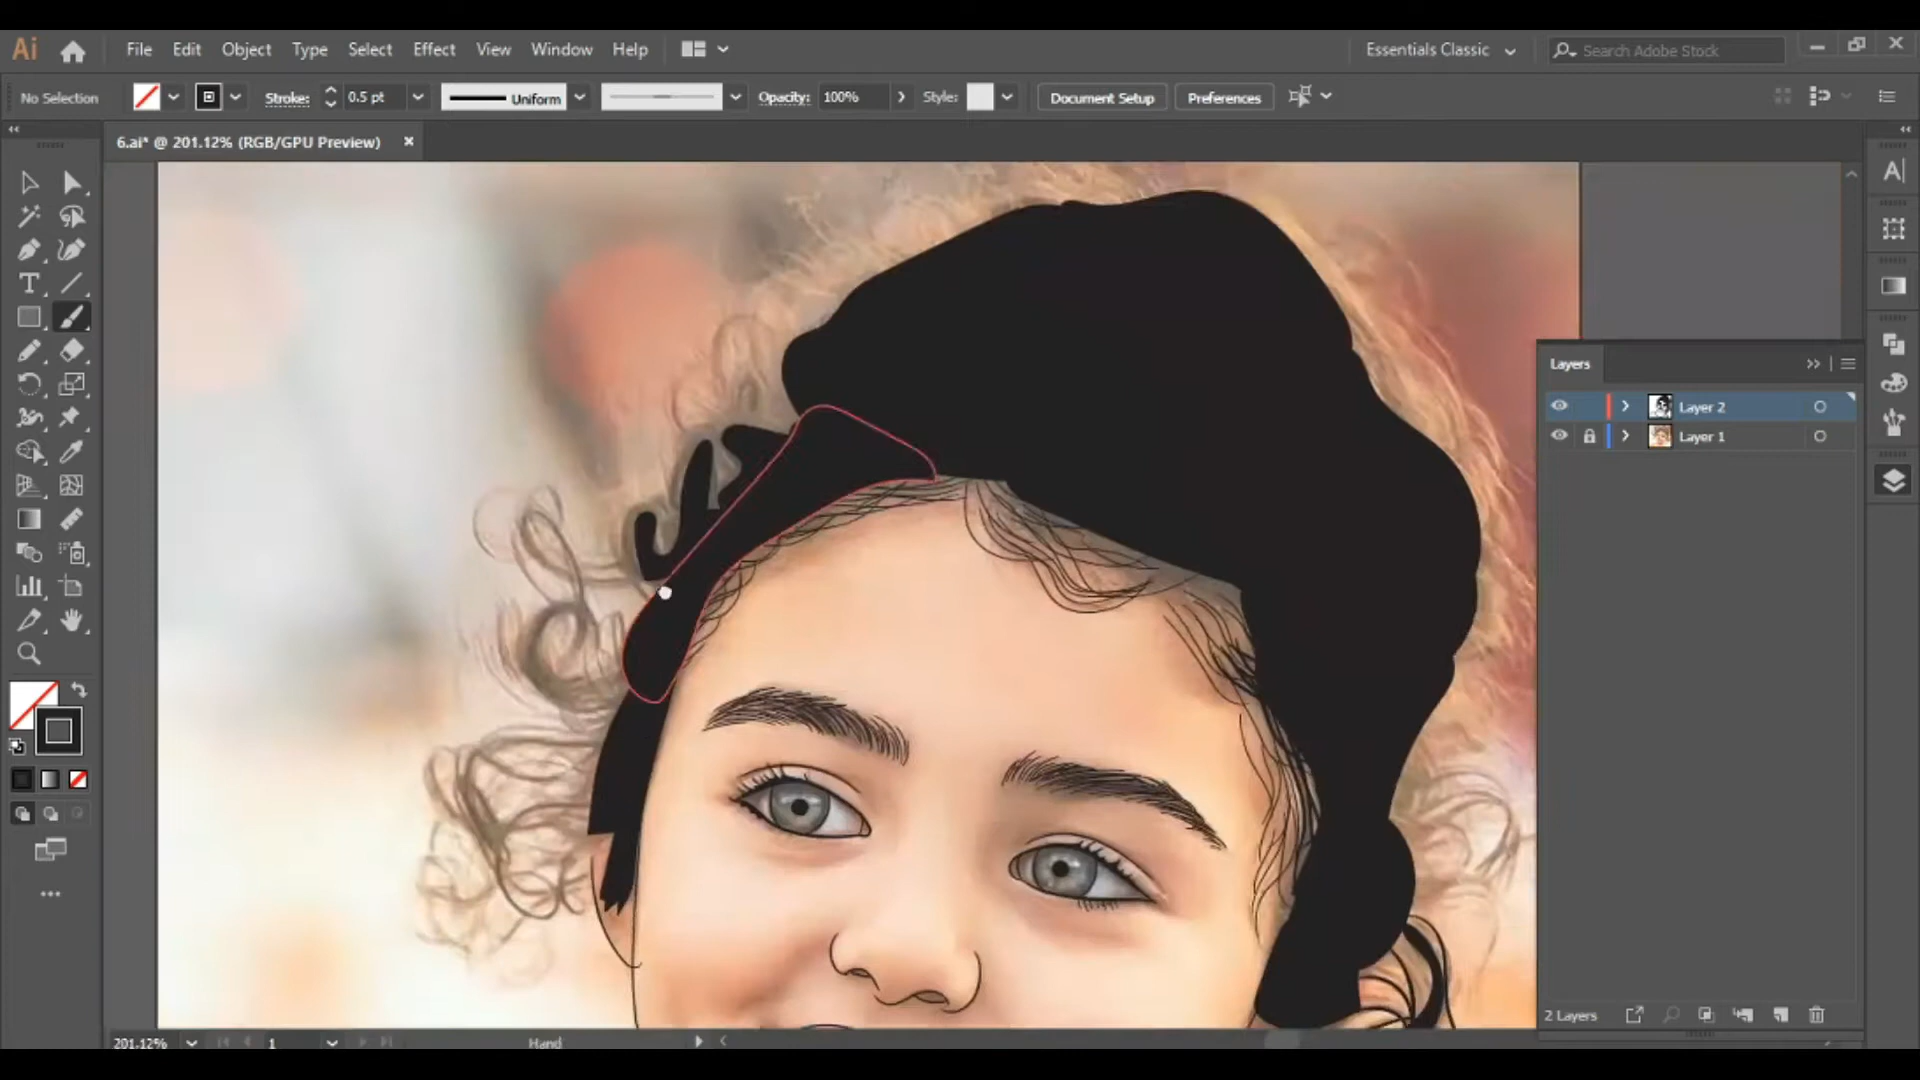 Ai File Edit Object Type Select Effect View Window Help Essentials Classic Search Adobe Stock
No Selection Stroke: 0.5 pt Uniform Opacity: 100% Style: Document Setup Preferences
6.ai* @ 201.12% (RGB/GPU Preview) ×
Layers
Layer 2
Layer 1
2 Layers
201.12% 1 Hand